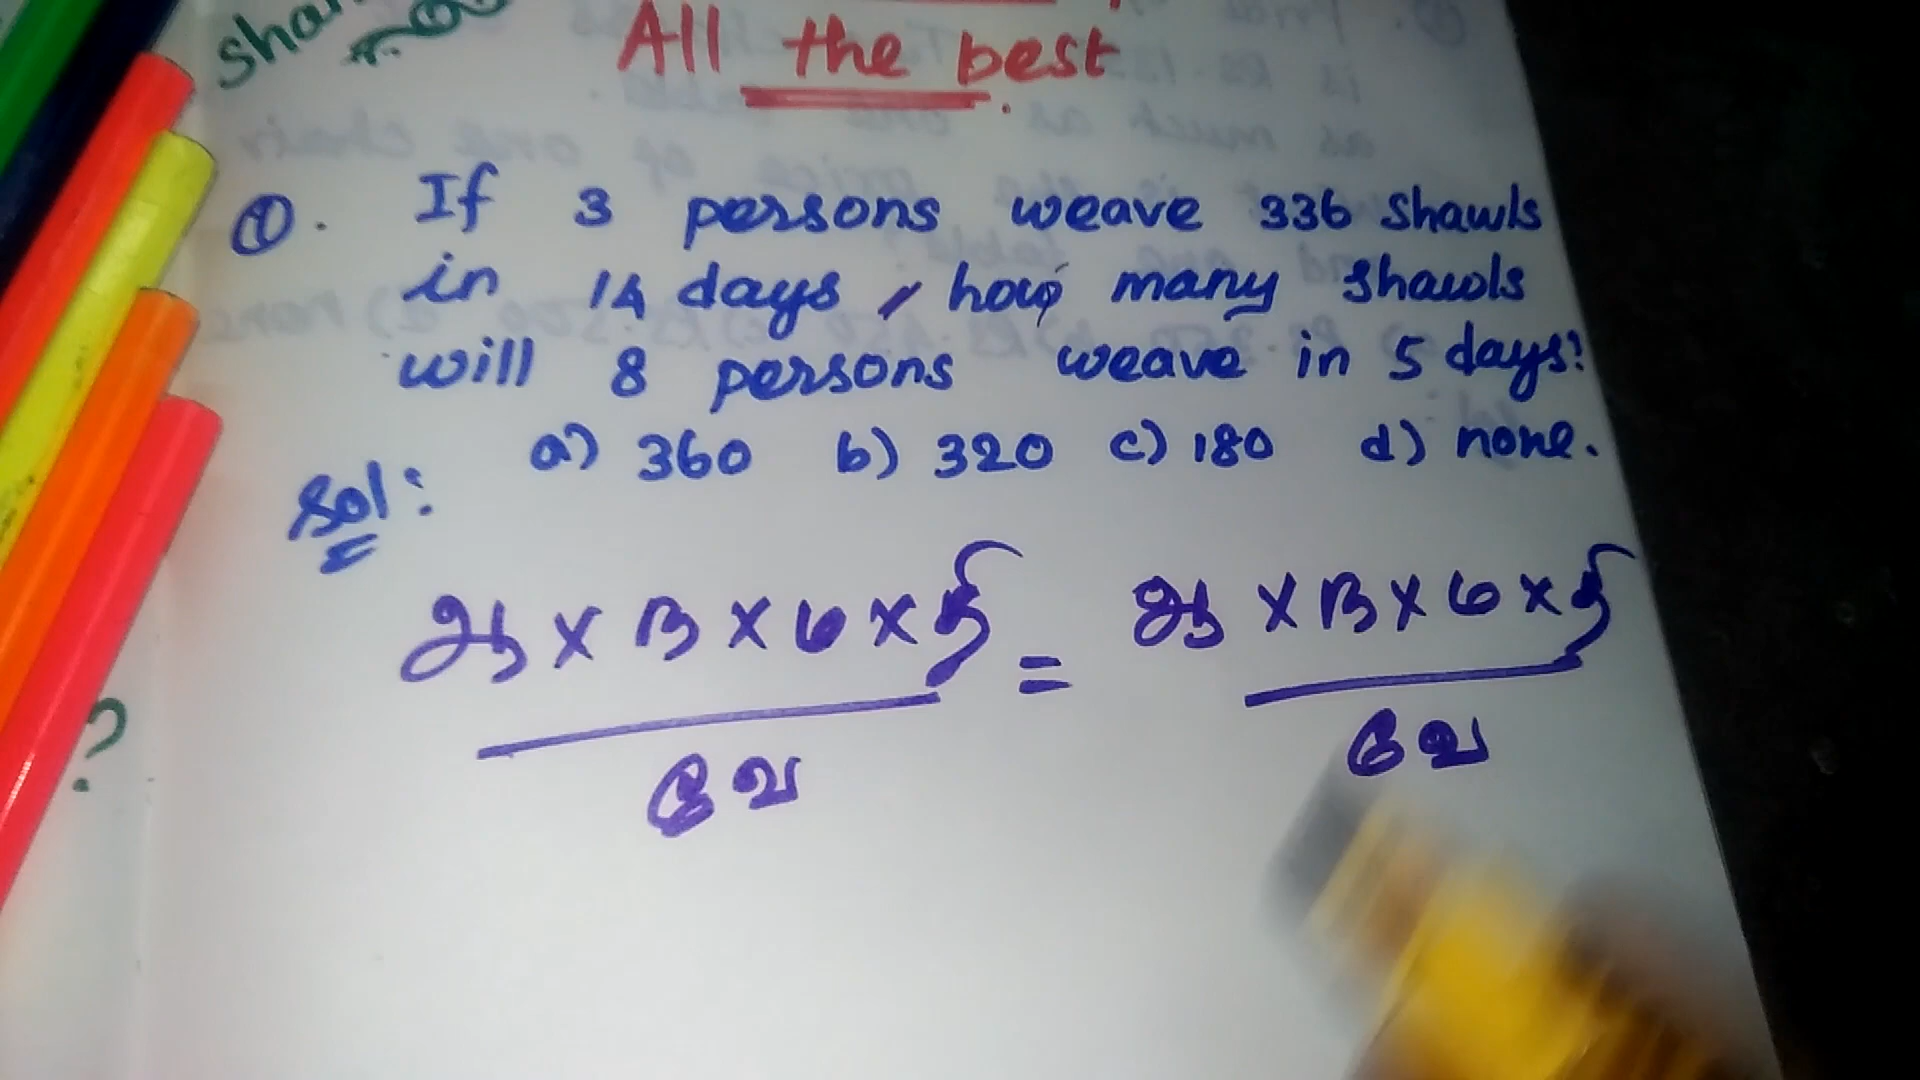 All the best
①. If 3 persons weave 336 shawls
in 14 days, how many shawls
will 8 persons weave in 5 days?
a) 360 b) 320 c) 180 d) none.
Sol:
ஆ x நx ம x நி = ஆ x ந x ம x நி
வே வே
?